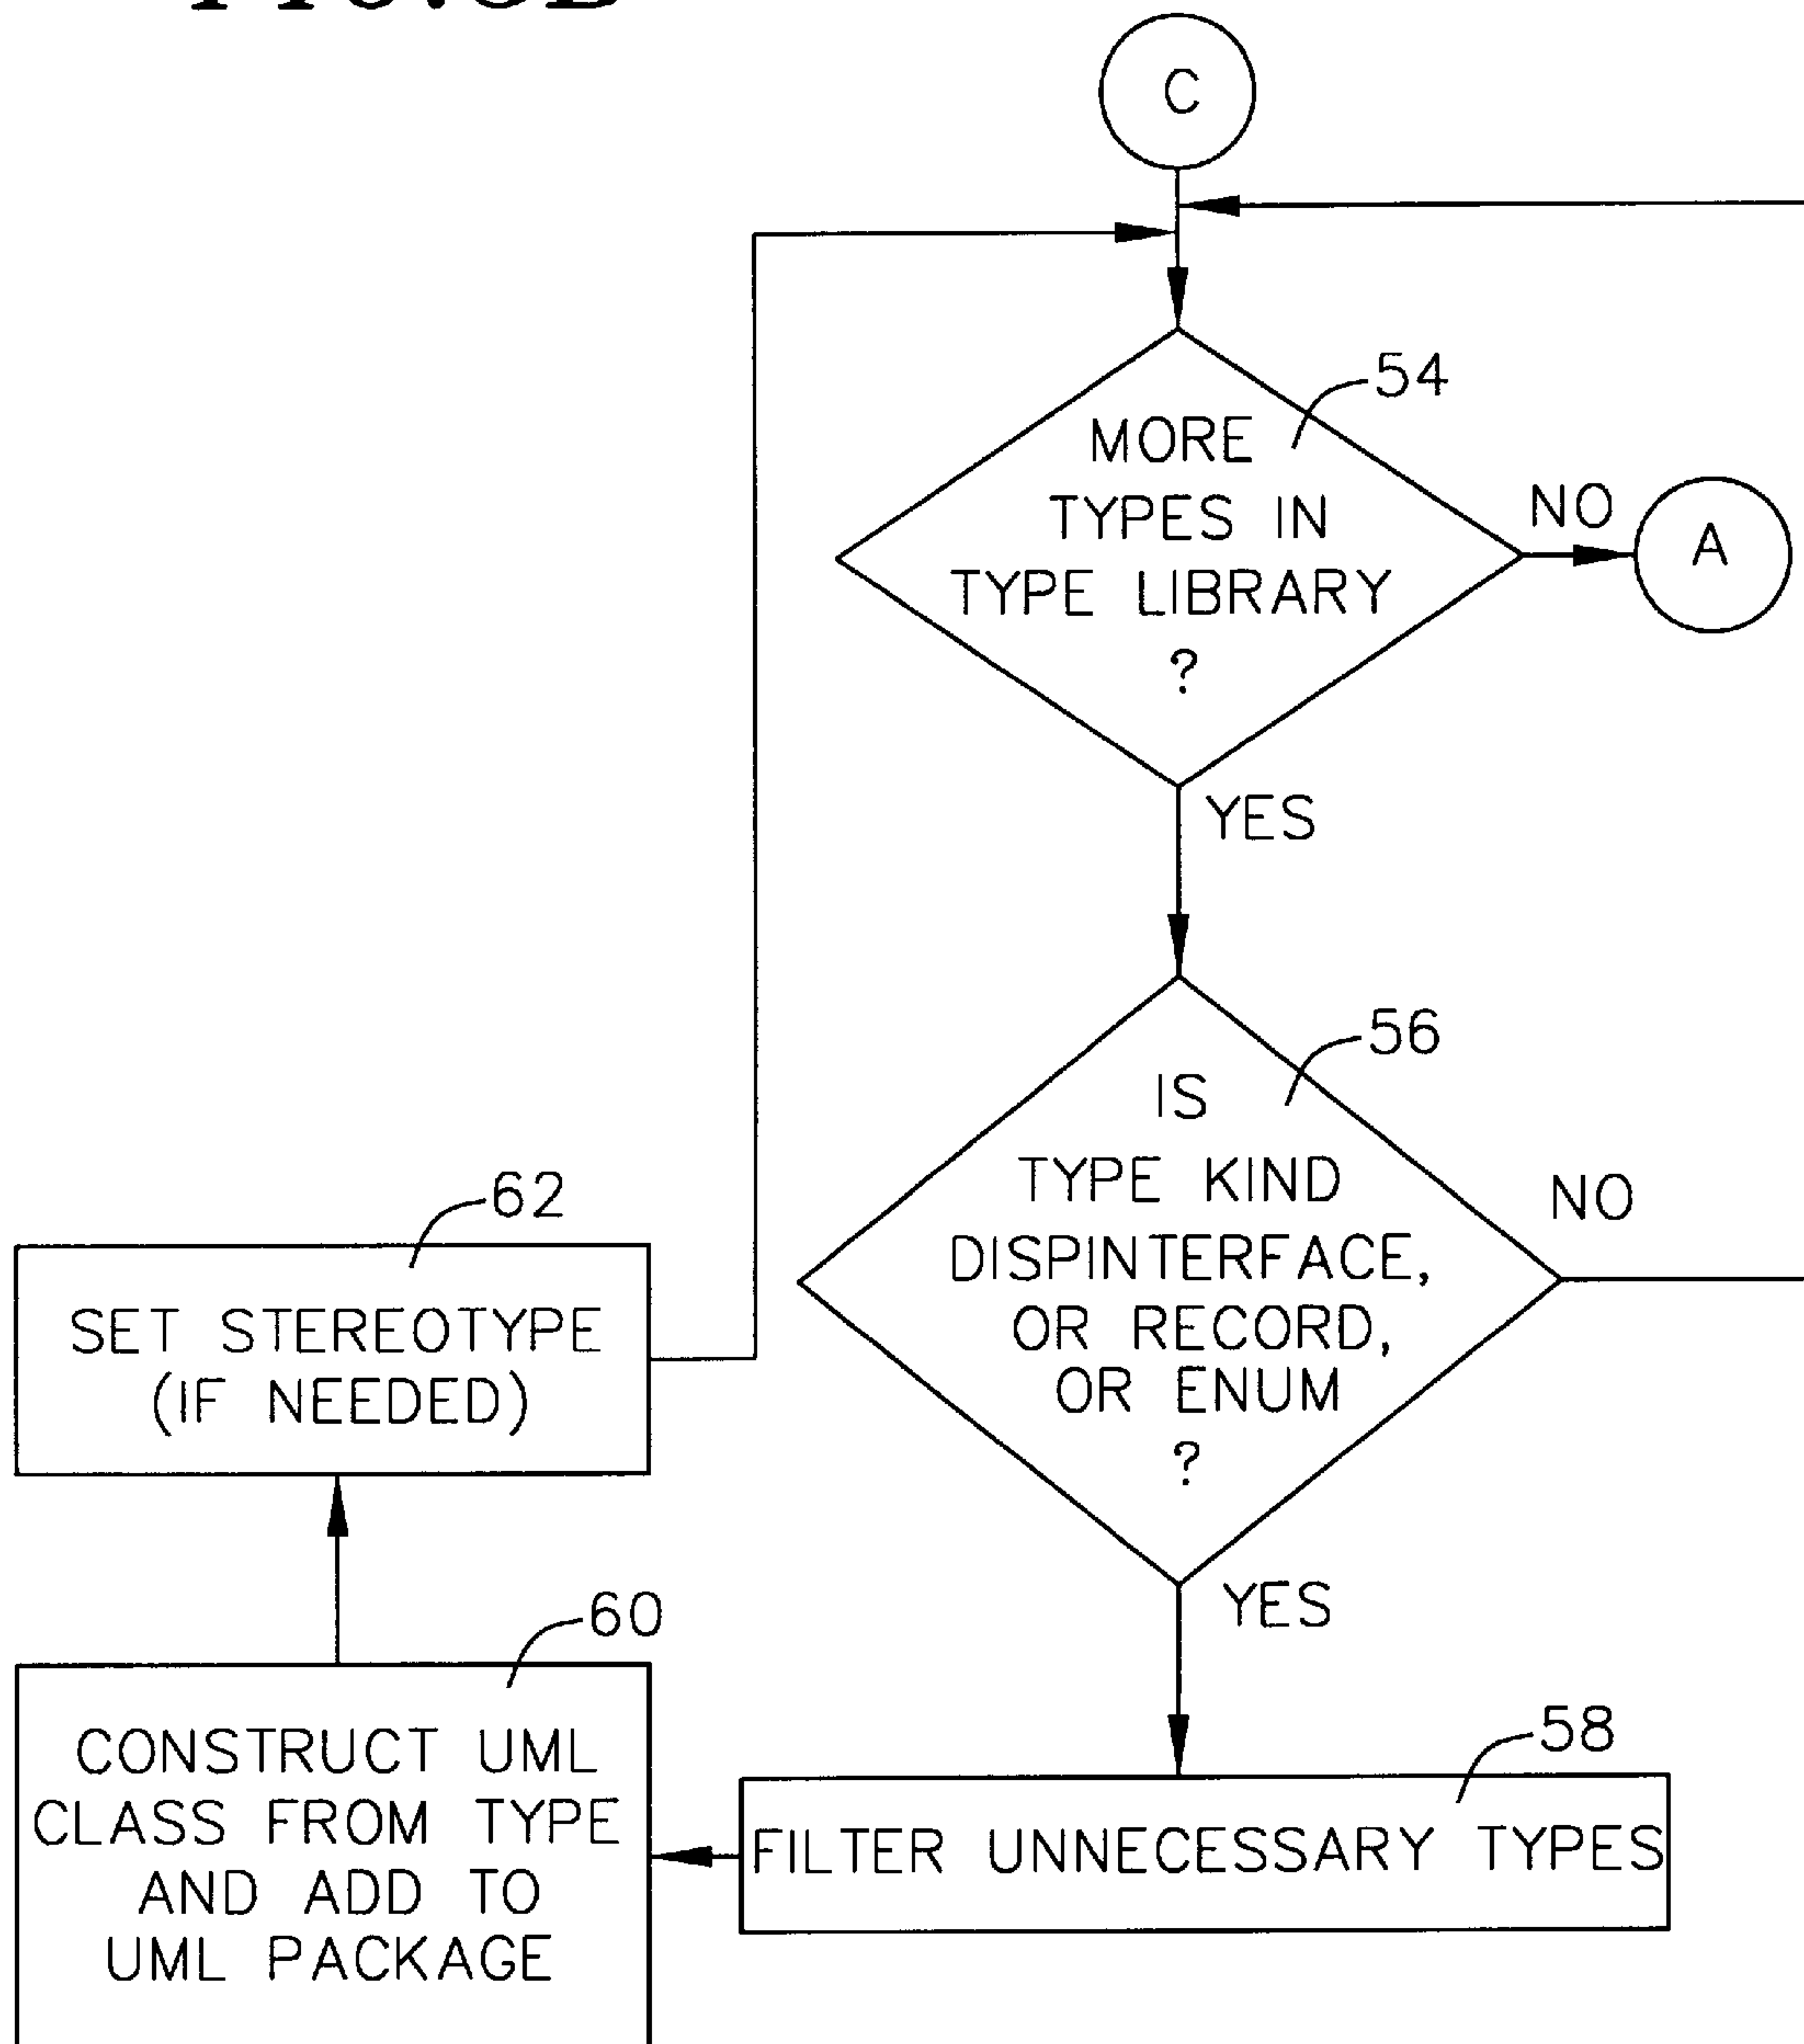 C
54
MORE
TYPES IN
TYPE LIBRARY
?
NO
A
YES
56
IS
TYPE KIND
DISPINTERFACE,
OR RECORD,
OR ENUM
?
NO
YES
62
SET STEREOTYPE
(IF NEEDED)
60
CONSTRUCT UML
CLASS FROM TYPE
AND ADD TO
UML PACKAGE
58
FILTER UNNECESSARY TYPES